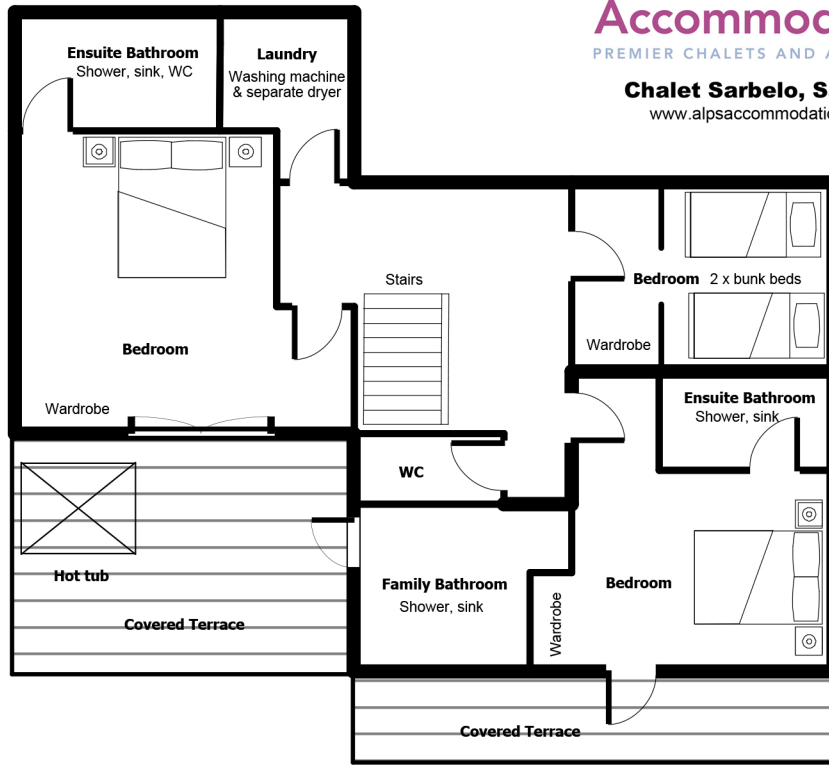 Accommod
PREMIER CHALETS AND A
Chalet Sarbelo, S
www.alpsaccommodatio
Ensuite Bathroom
Shower, sink, WC
Laundry
Washing machine
& separate dryer
Stairs
Bedroom 2 x bunk beds
Wardrobe
Bedroom
Wardrobe
Ensuite Bathroom
Shower, sink
WC
Hot tub
Covered Terrace
Family Bathroom
Shower, sink
Wardrobe
Bedroom
Covered Terrace